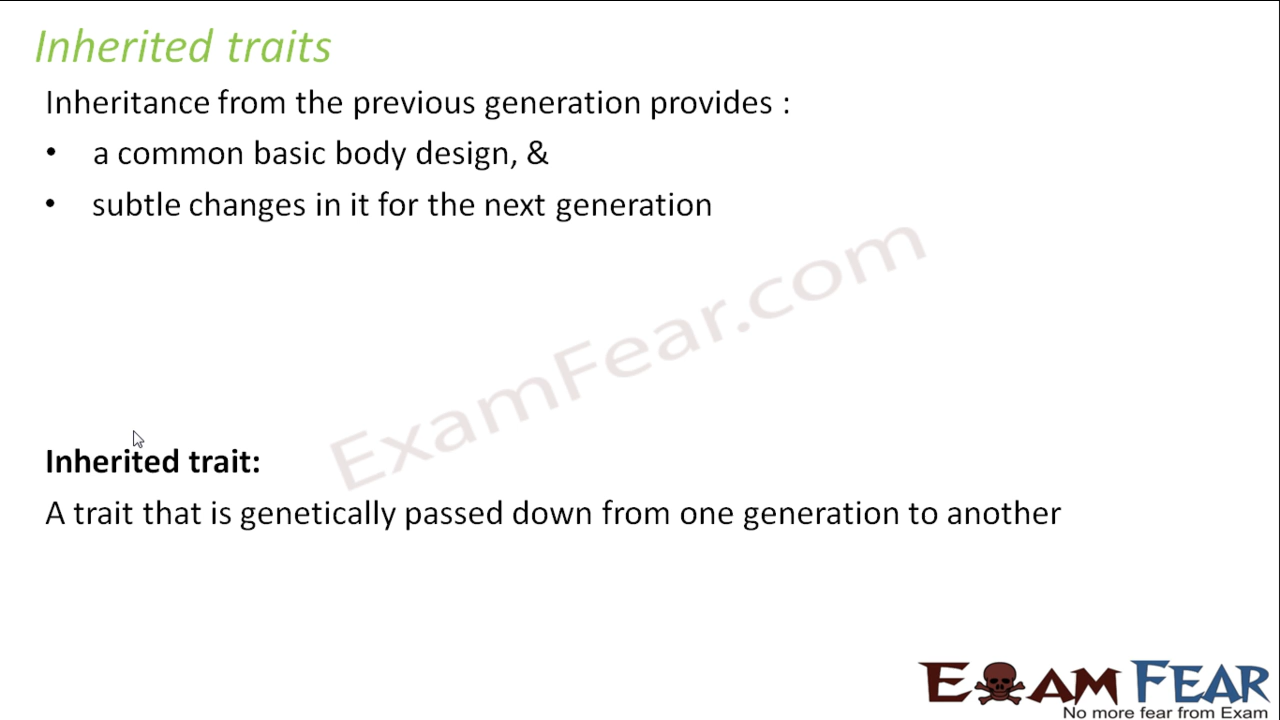 Inherited traits
Inheritance from the previous generation provides :
• a common basic body design, &
• subtle changes in it for the next generation
ExamFear.com
Inherited trait:
A trait that is genetically passed down from one generation to another
EXAM FEAR
No more fear from Exam